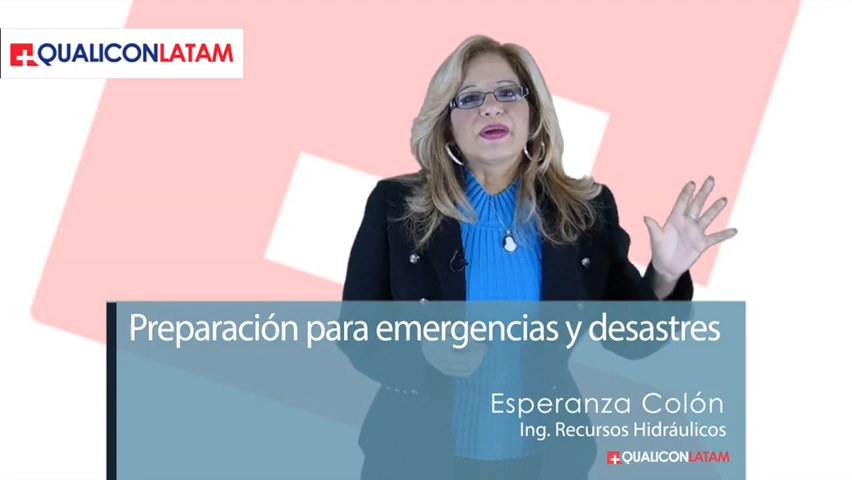 QUALICONLATAM
Preparación para emergencias y desastres
Esperanza Colón
Ing. Recursos Hidráulicos
QUALICONLATAM